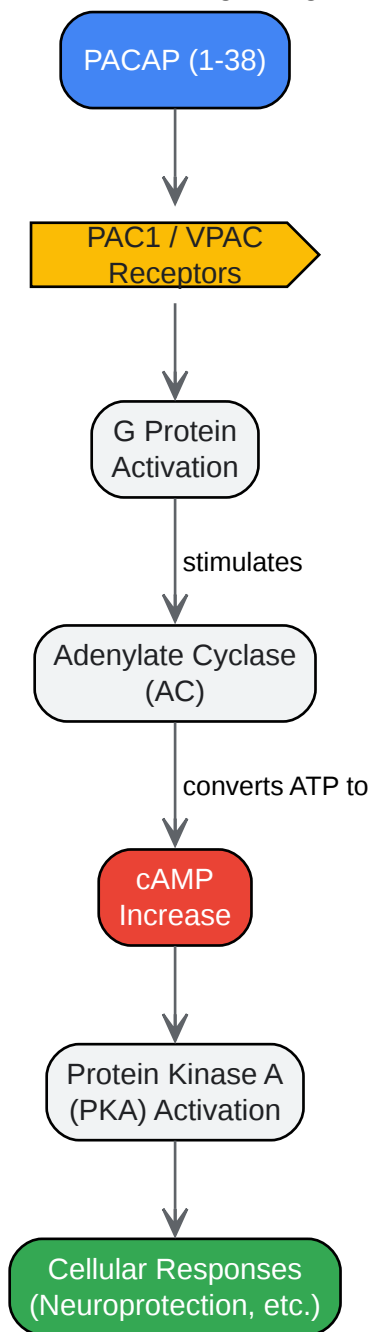 PACAP (1-38)
PAC1 / VPAC
Receptors
G Protein
Activation
stimulates
Adenylate Cyclase
(AC)
converts ATP to
cAMP
Increase
Protein Kinase A
(PKA) Activation
Cellular Responses
(Neuroprotection, etc.)